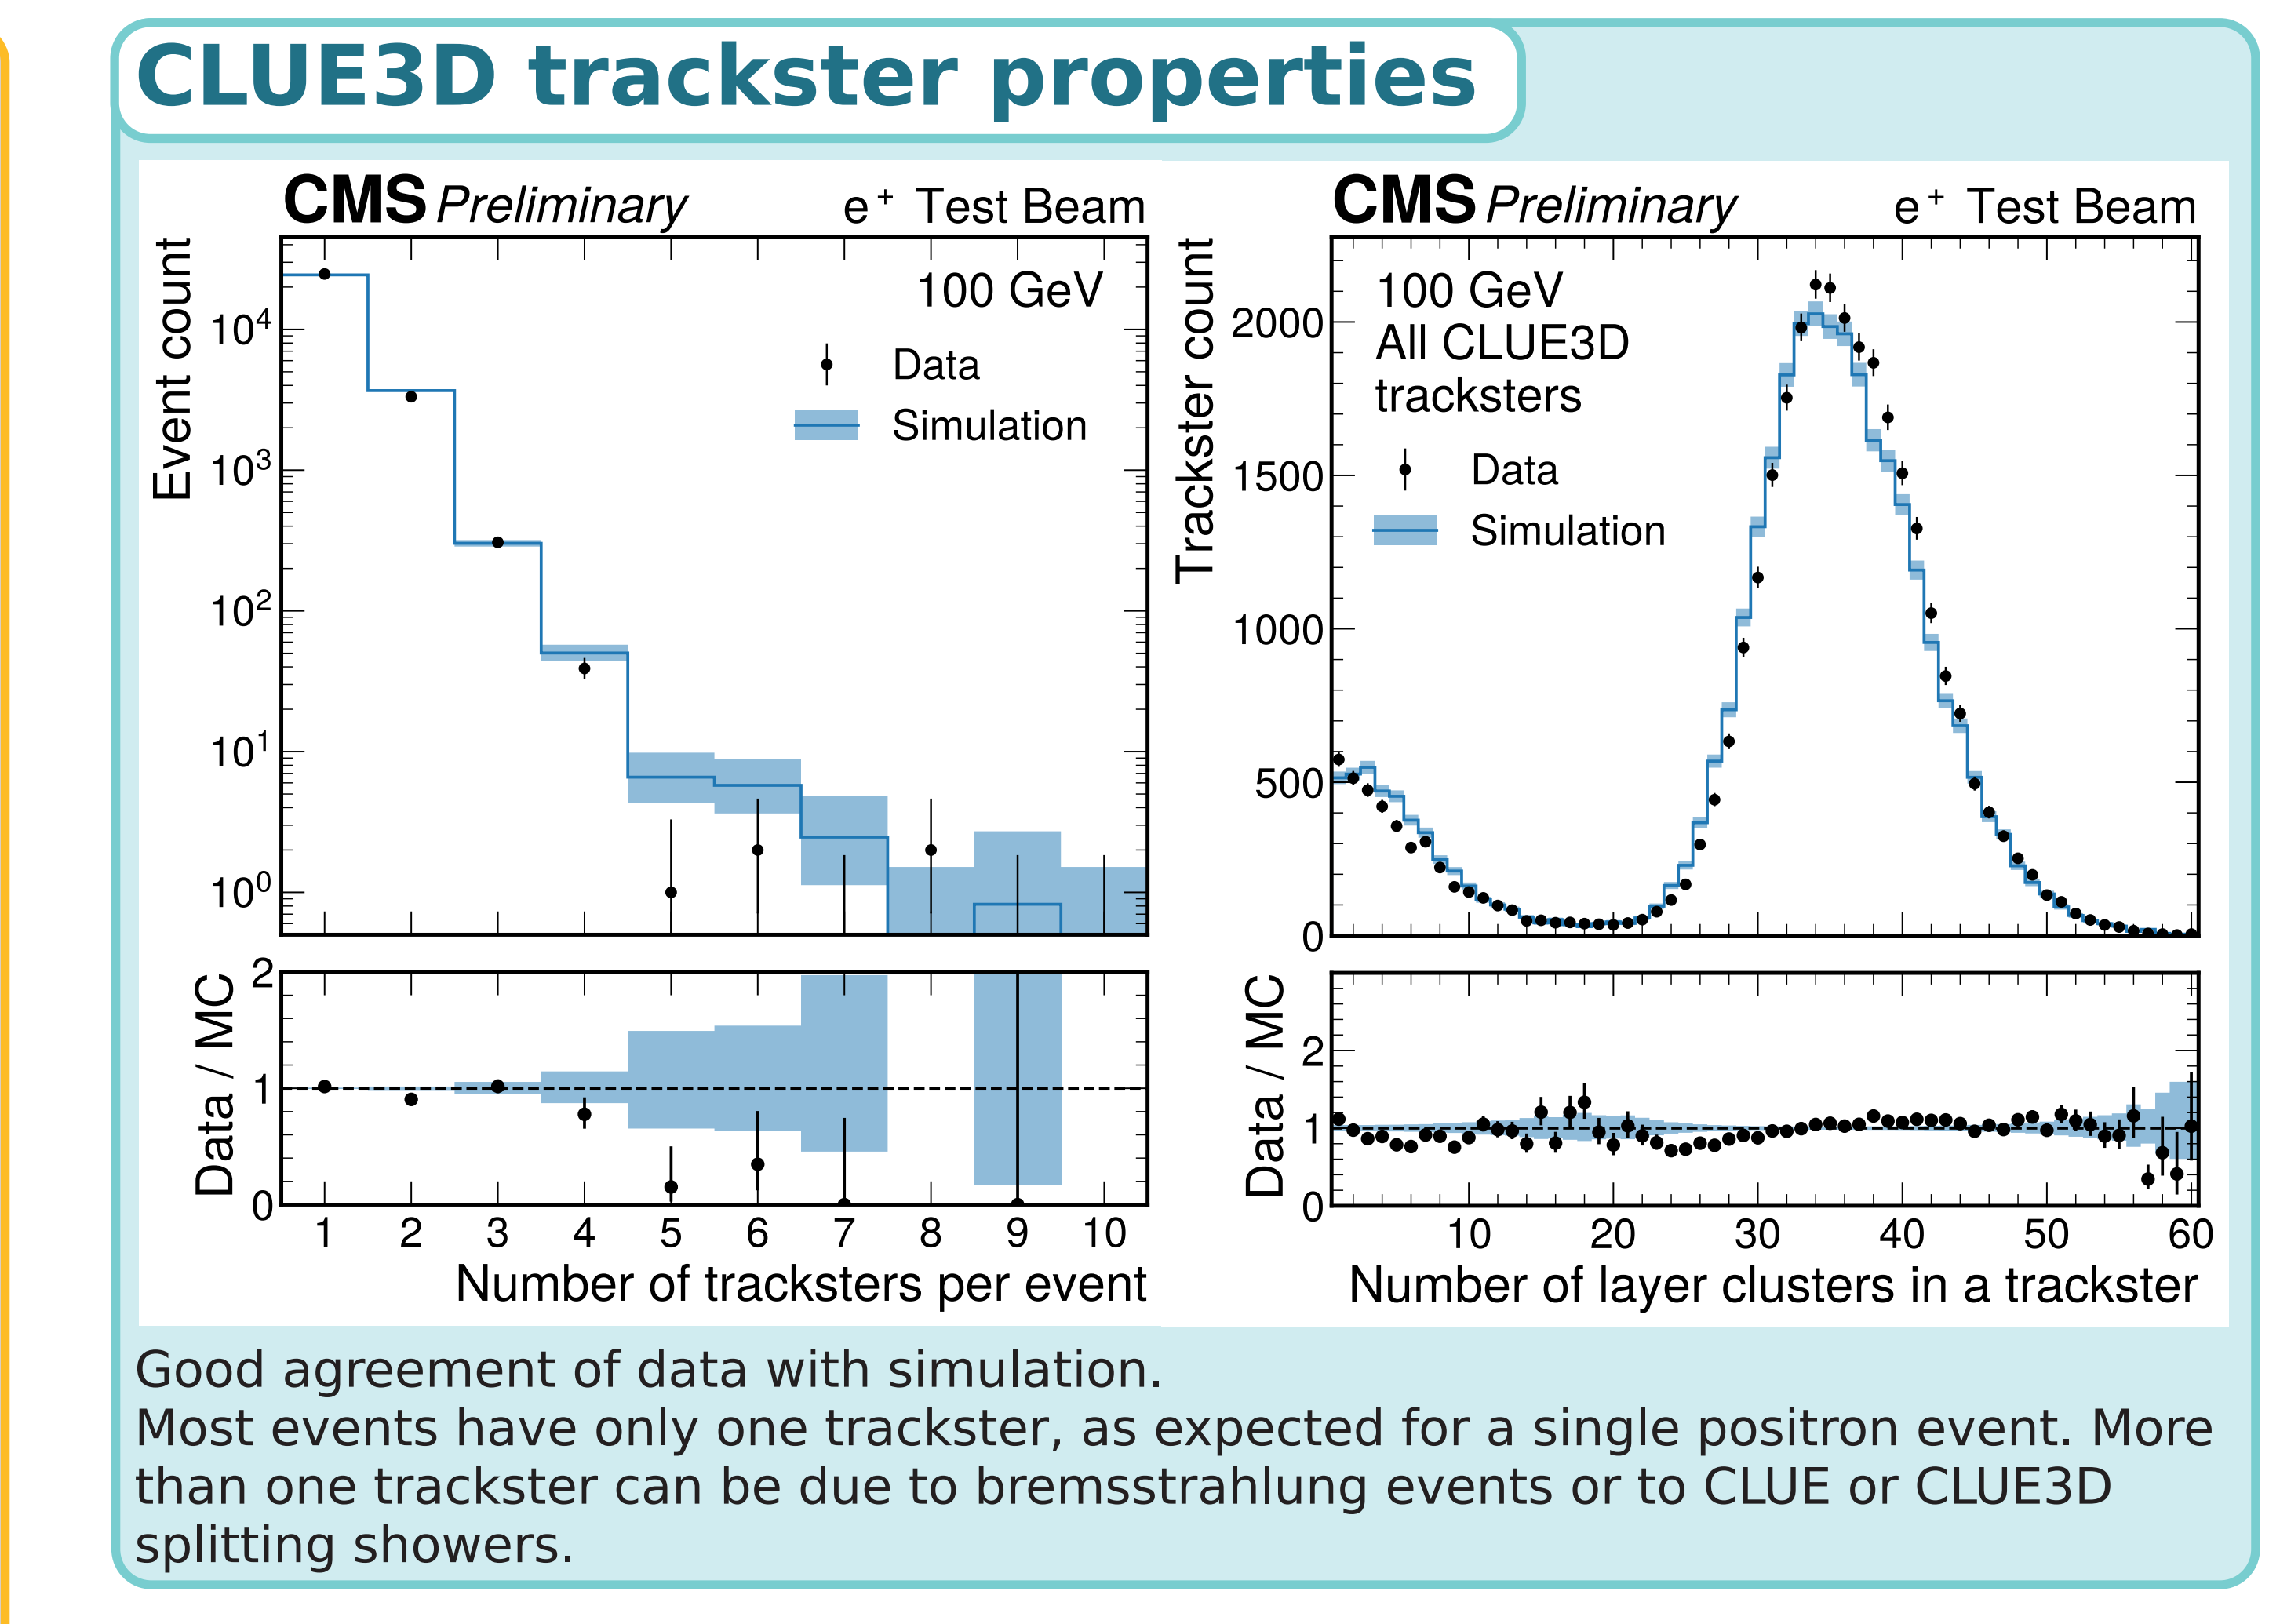 CLUE3D trackster properties
CMS Preliminary e⁺ Test Beam
Event count
100 GeV
Data
Simulation
10⁴
10³
10²
10¹
10⁰
Data / MC
2
1
0
1 2 3 4 5 6 7 8 9 10
Number of tracksters per event
CMS Preliminary e⁺ Test Beam
Trackster count
100 GeV
All CLUE3D
tracksters
Data
Simulation
2000
1500
1000
500
0
Data / MC
2
1
0
10 20 30 40 50 60
Number of layer clusters in a trackster
Good agreement of data with simulation.
Most events have only one trackster, as expected for a single positron event. More
than one trackster can be due to bremsstrahlung events or to CLUE or CLUE3D
splitting showers.